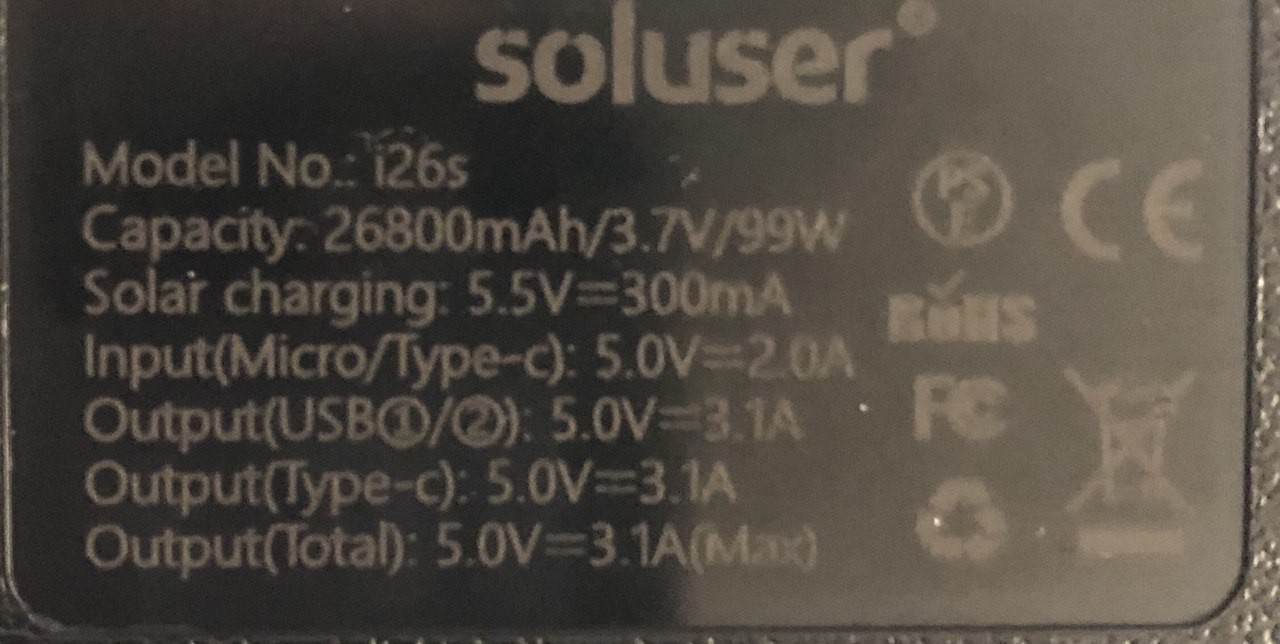 soluser®
Model No.: i26s
Capacity: 26800mAh/3.7V/99W
Solar charging: 5.5V⎓300mA
Input(Micro/Type-c): 5.0V⎓2.0A
Output(USB①/②): 5.0V⎓3.1A
Output(Type-c): 5.0V⎓3.1A
Output(Total): 5.0V⎓3.1A(Max)
PS E
CE
RoHS
FC